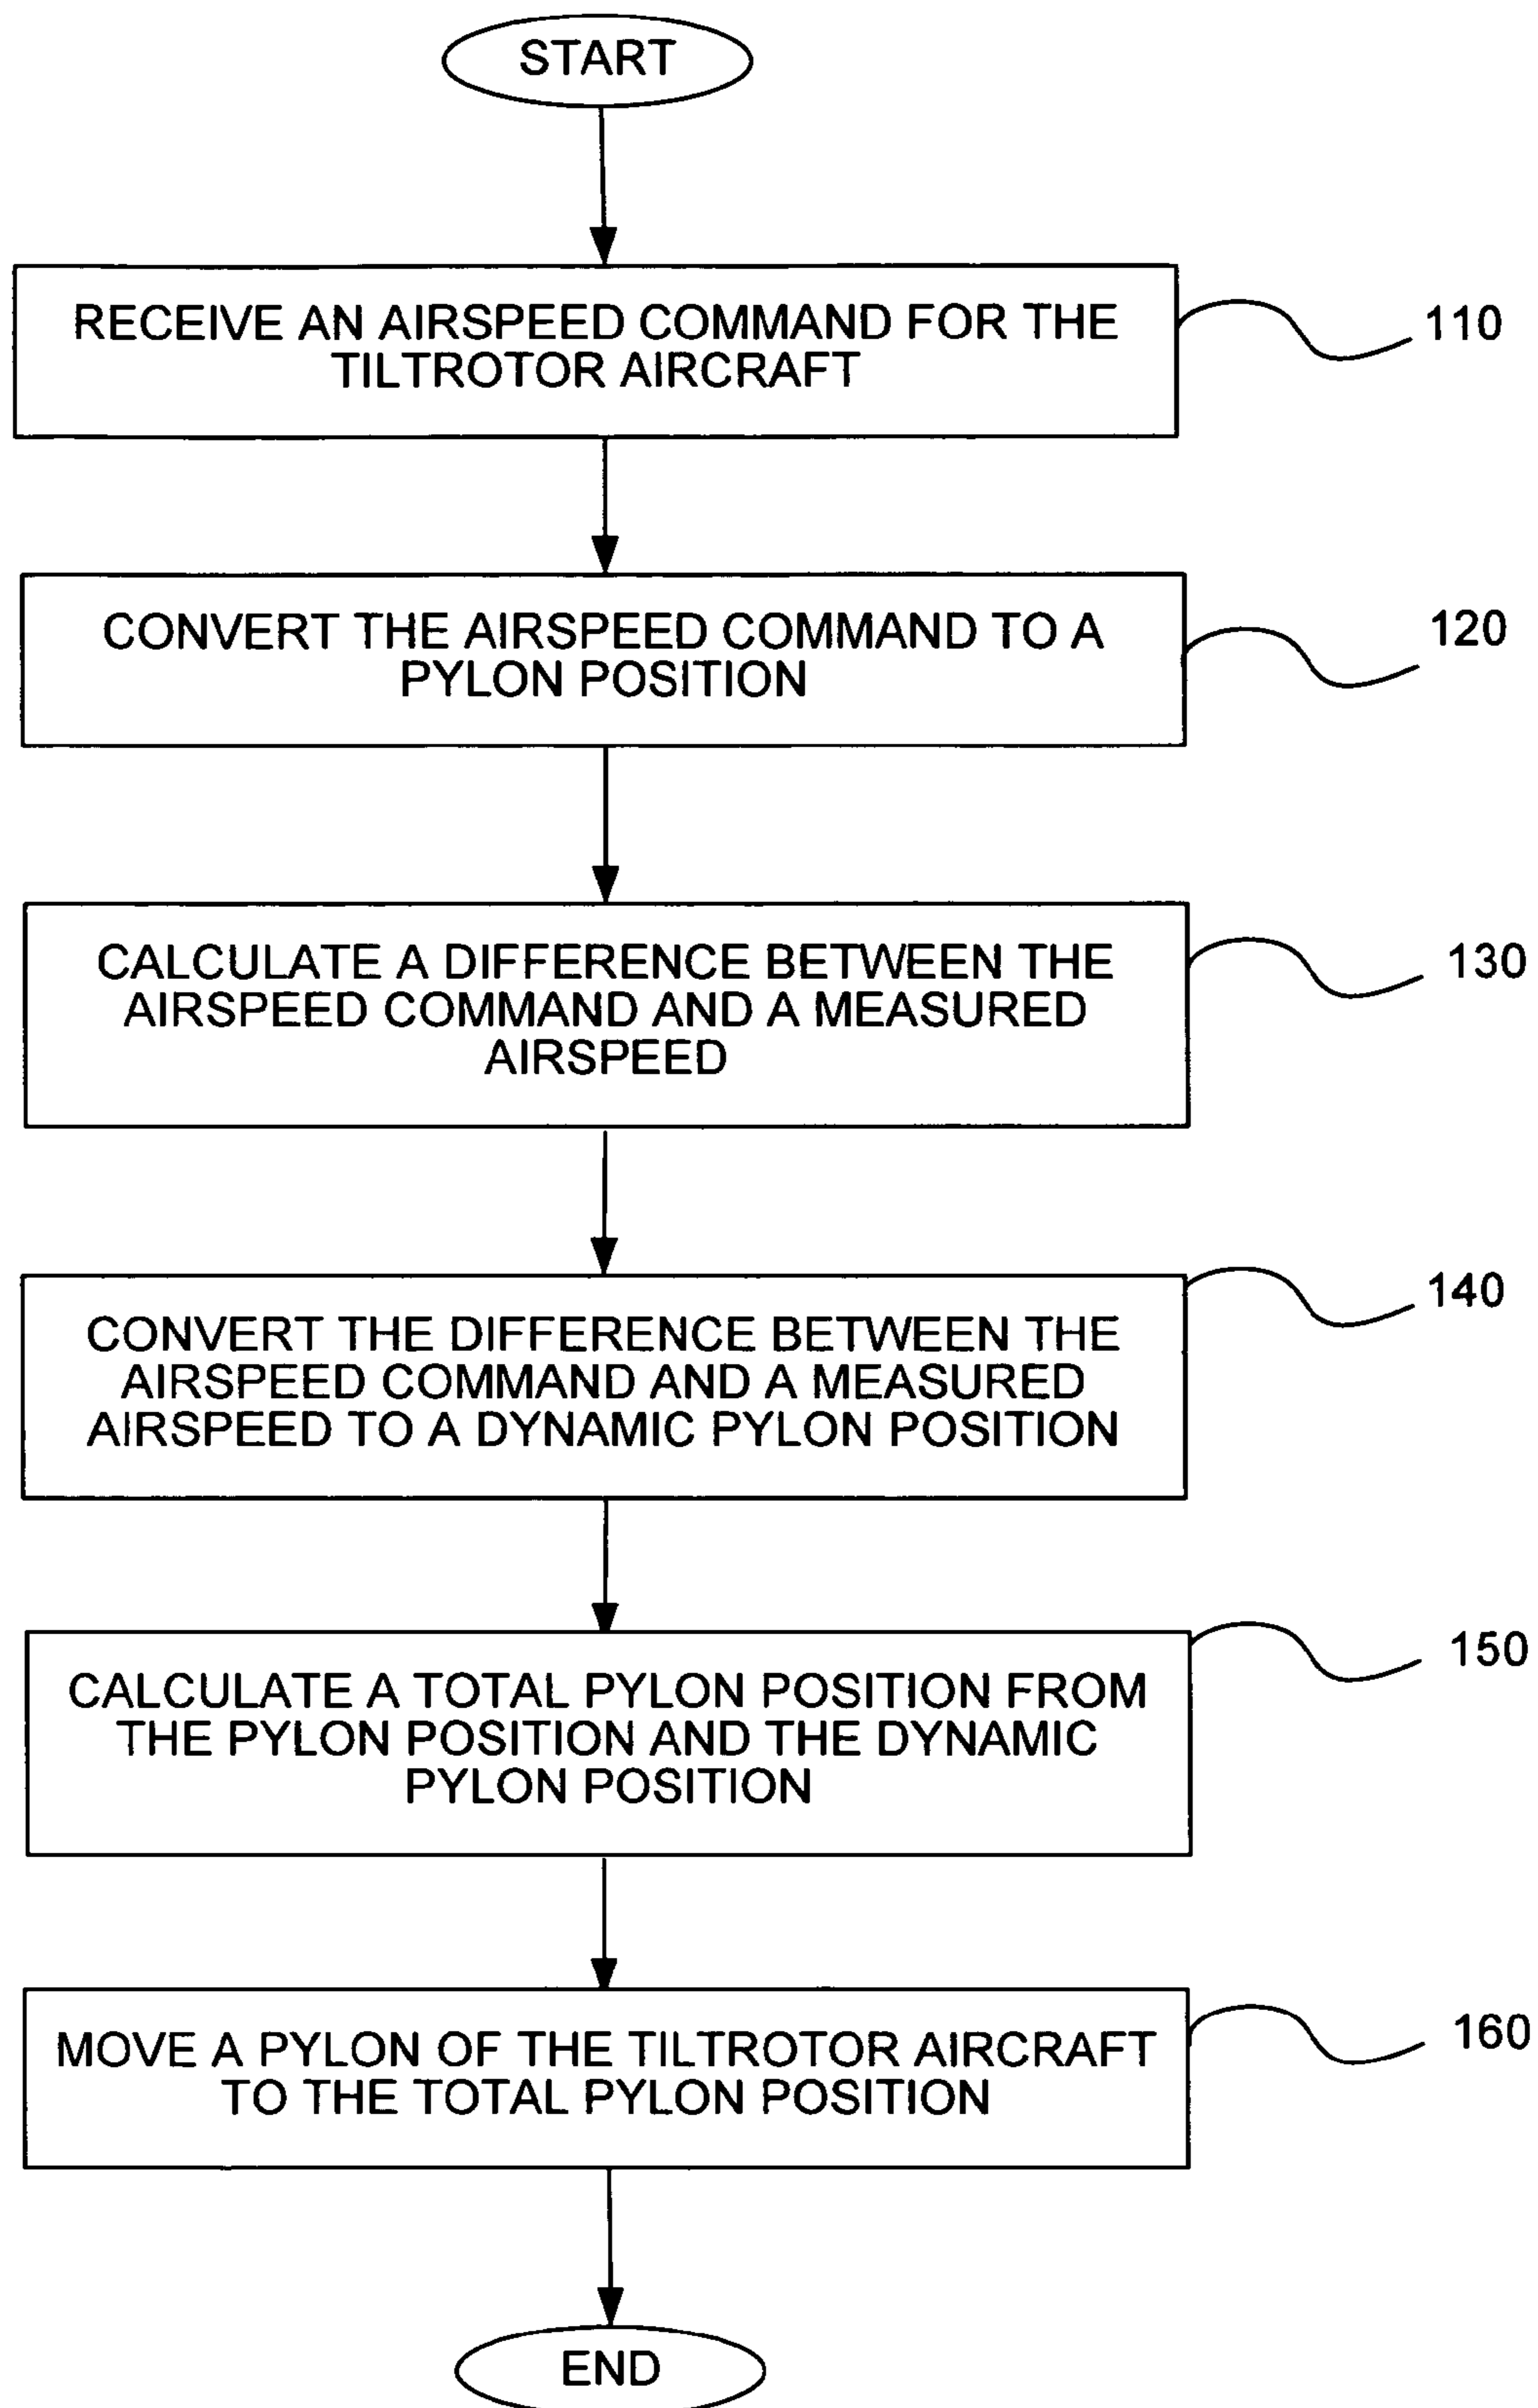 START
RECEIVE AN AIRSPEED COMMAND FOR THE
TILTROTOR AIRCRAFT
110
CONVERT THE AIRSPEED COMMAND TO A
PYLON POSITION
120
CALCULATE A DIFFERENCE BETWEEN THE
AIRSPEED COMMAND AND A MEASURED
AIRSPEED
130
CONVERT THE DIFFERENCE BETWEEN THE
AIRSPEED COMMAND AND A MEASURED
AIRSPEED TO A DYNAMIC PYLON POSITION
140
CALCULATE A TOTAL PYLON POSITION FROM
THE PYLON POSITION AND THE DYNAMIC
PYLON POSITION
150
MOVE A PYLON OF THE TILTROTOR AIRCRAFT
TO THE TOTAL PYLON POSITION
160
END